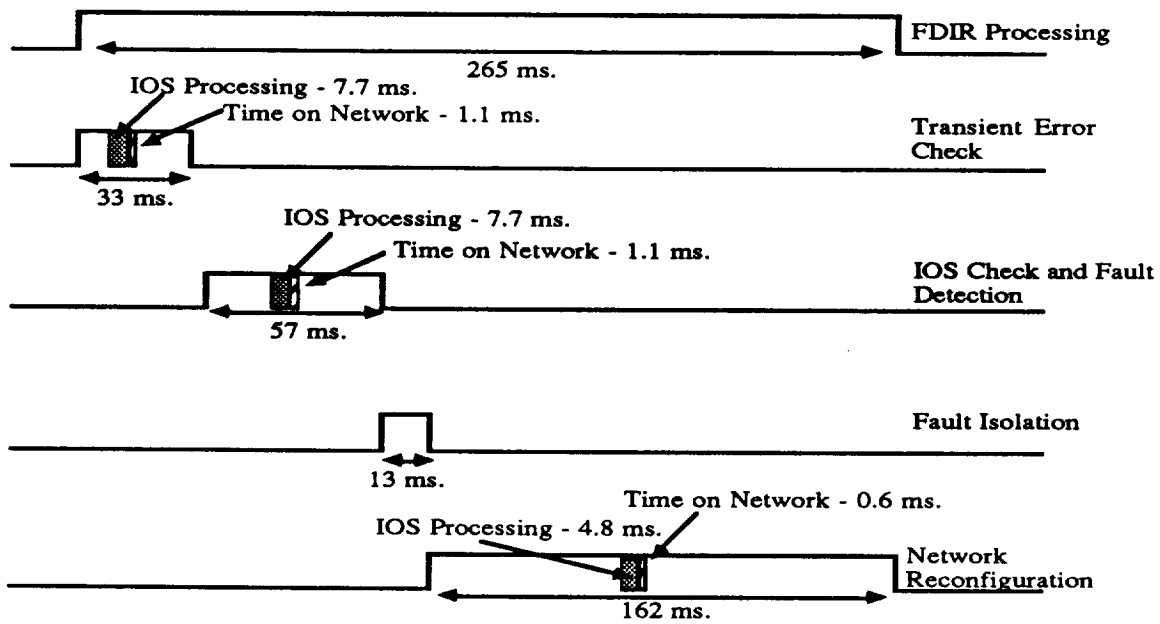 FDIR Processing
265 ms.
IOS Processing - 7.7 ms.
Time on Network - 1.1 ms.
Transient Error
Check
33 ms.
IOS Processing - 7.7 ms.
Time on Network - 1.1 ms.
IOS Check and Fault
Detection
57 ms.
Fault Isolation
13 ms.
Time on Network - 0.6 ms.
IOS Processing - 4.8 ms.
Network
Reconfiguration
162 ms.